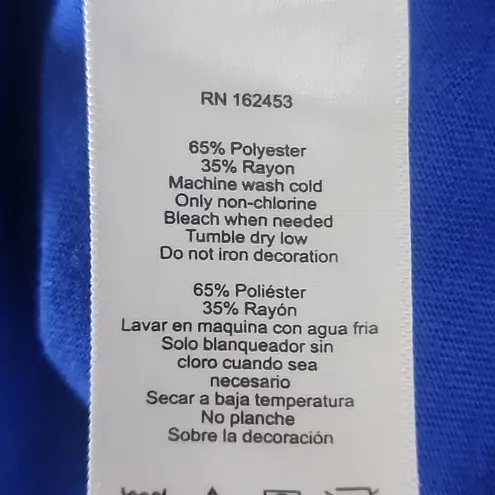 RN 162453
65% Polyester
35% Rayon
Machine wash cold
Only non-chlorine
Bleach when needed
Tumble dry low
Do not iron decoration
65% Poliéster
35% Rayón
Lavar en maquina con agua fria
Solo blanqueador sin
cloro cuando sea
necesario
Secar a baja temperatura
No planche
Sobre la decoración